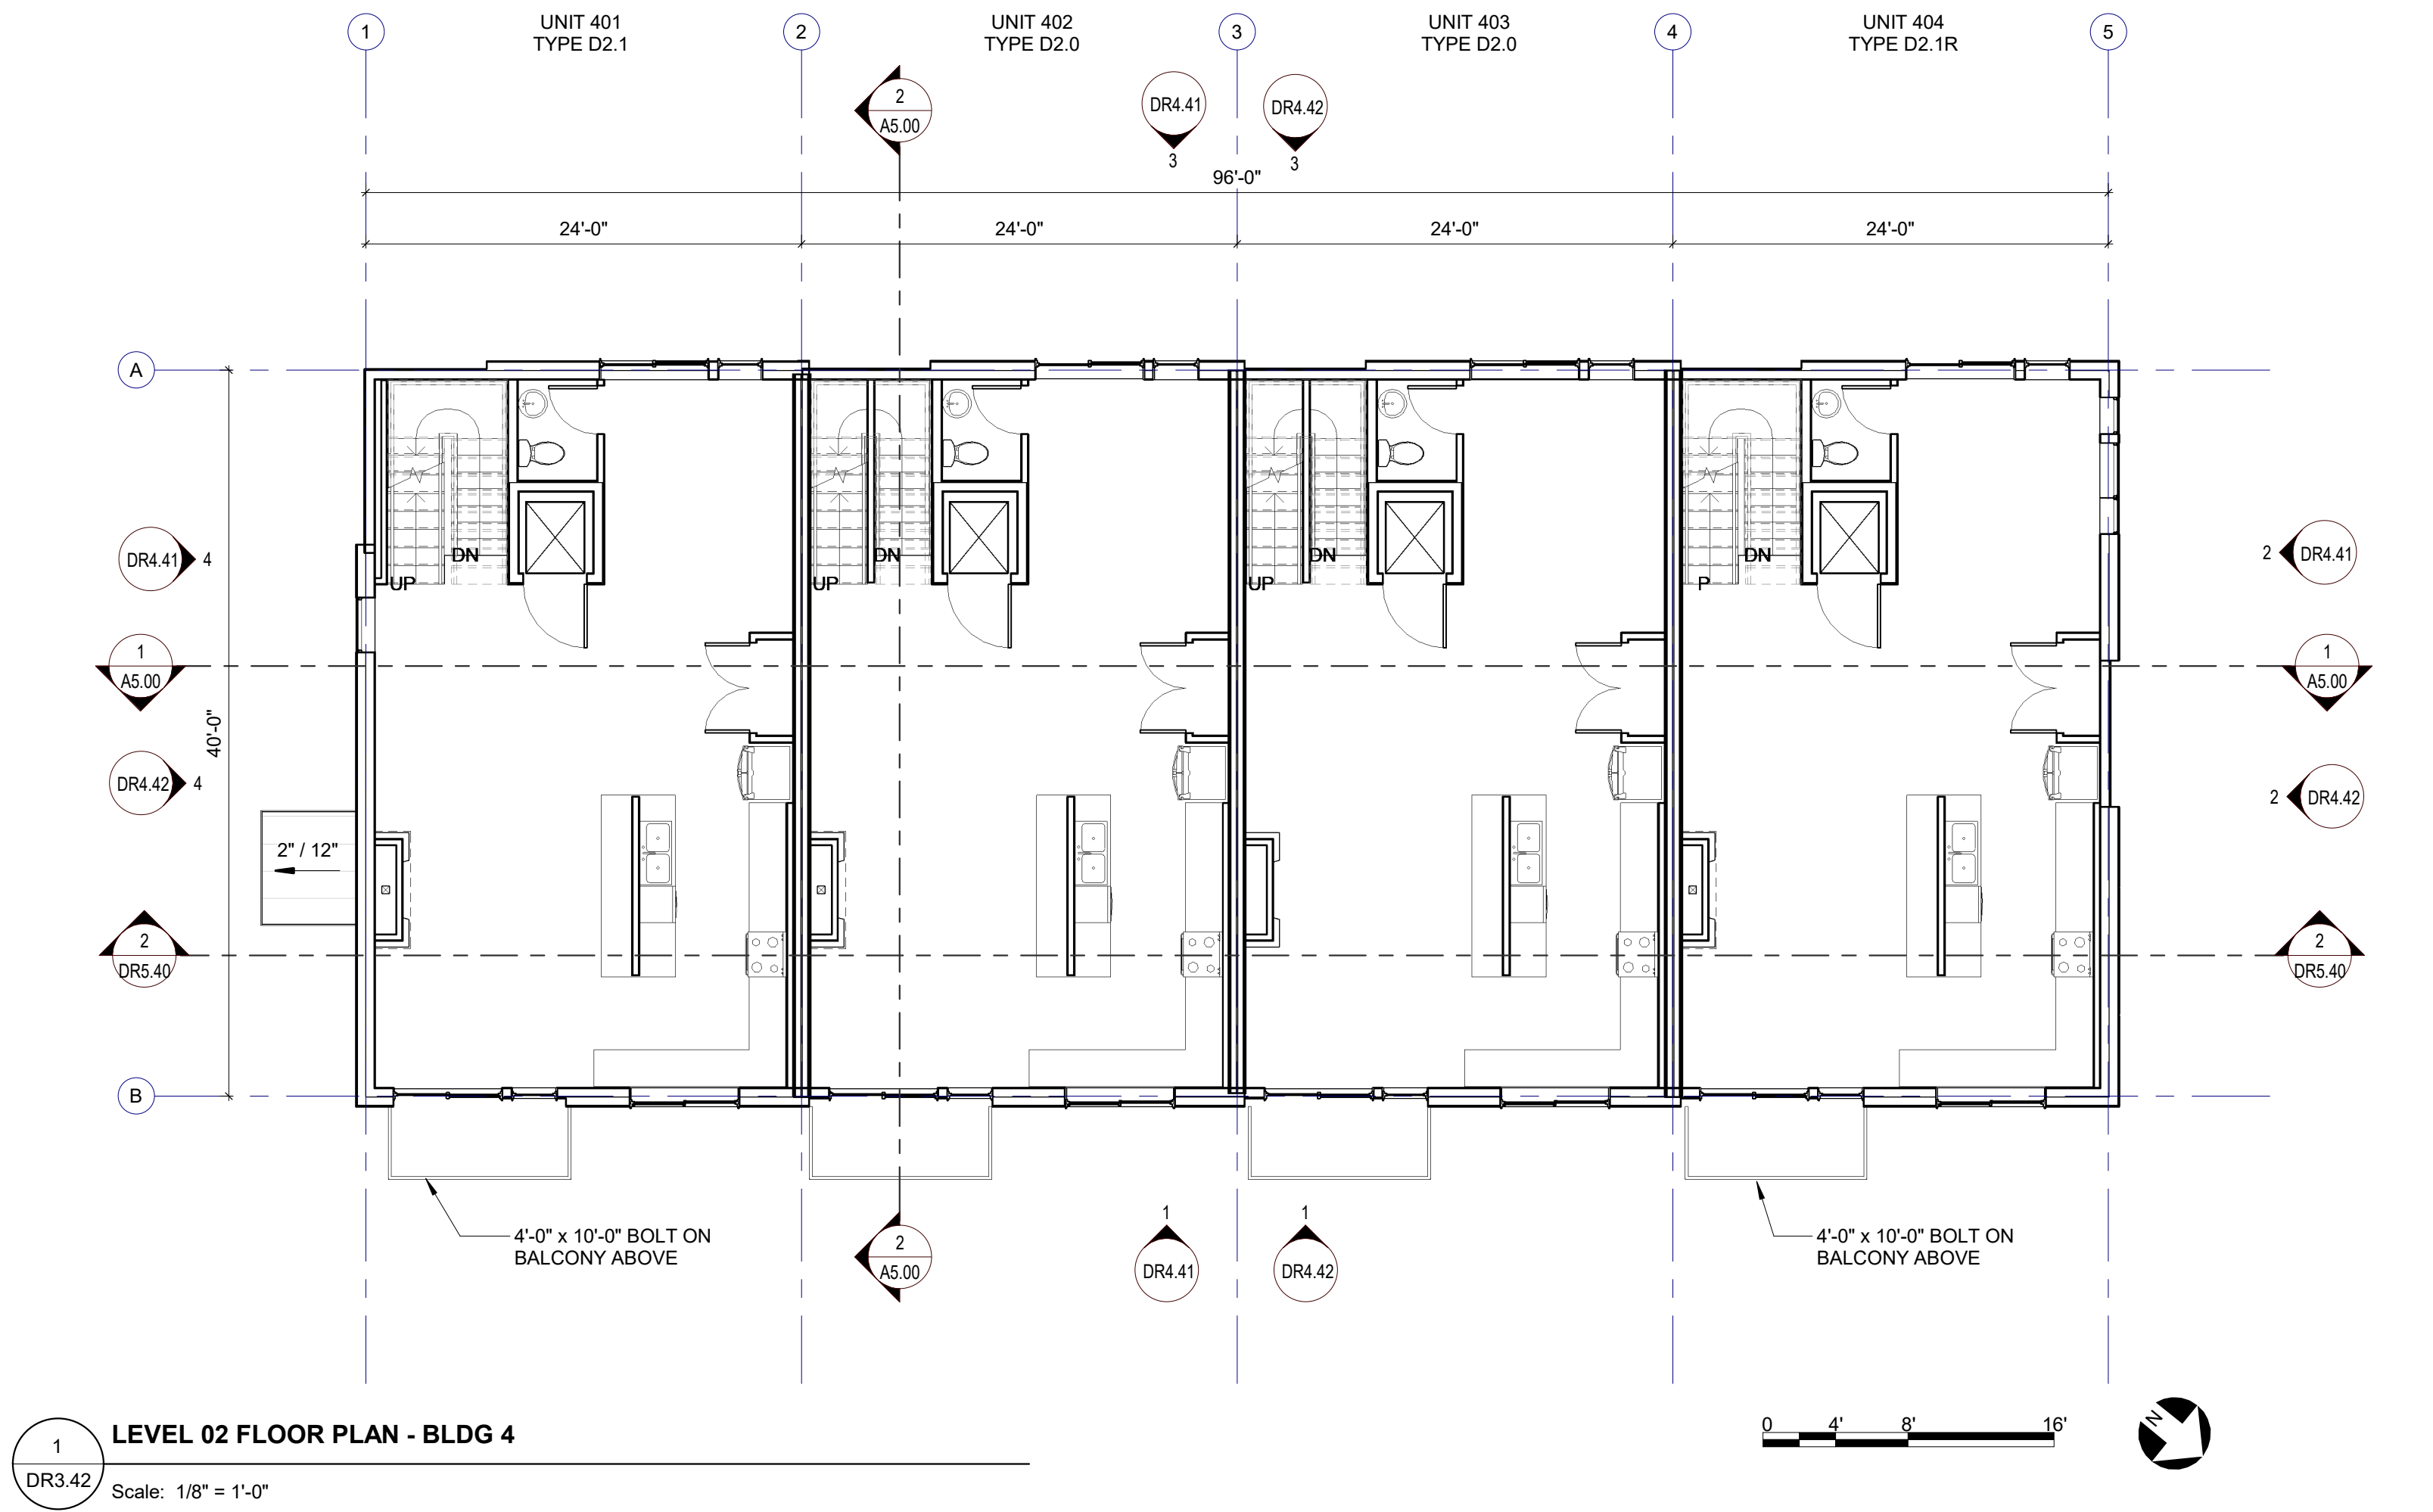 1
UNIT 401
TYPE D2.1
2
UNIT 402
TYPE D2.0
3
UNIT 403
TYPE D2.0
4
UNIT 404
TYPE D2.1R
5
2
A5.00
DR4.41
3
DR4.42
3
96'-0"
24'-0"
24'-0"
24'-0"
24'-0"
A
DN
UP
DN
UP
DN
UP
DN
P
DR4.41
4
2
DR4.41
1
A5.00
1
A5.00
40'-0"
DR4.42
4
2
DR4.42
2" / 12"
2
DR5.40
2
DR5.40
B
4'-0" x 10'-0" BOLT ON
BALCONY ABOVE
2
A5.00
1
DR4.41
1
DR4.42
4'-0" x 10'-0" BOLT ON
BALCONY ABOVE
1
DR3.42
LEVEL 02 FLOOR PLAN - BLDG 4
Scale: 1/8" = 1'-0"
0 4' 8' 16'
N